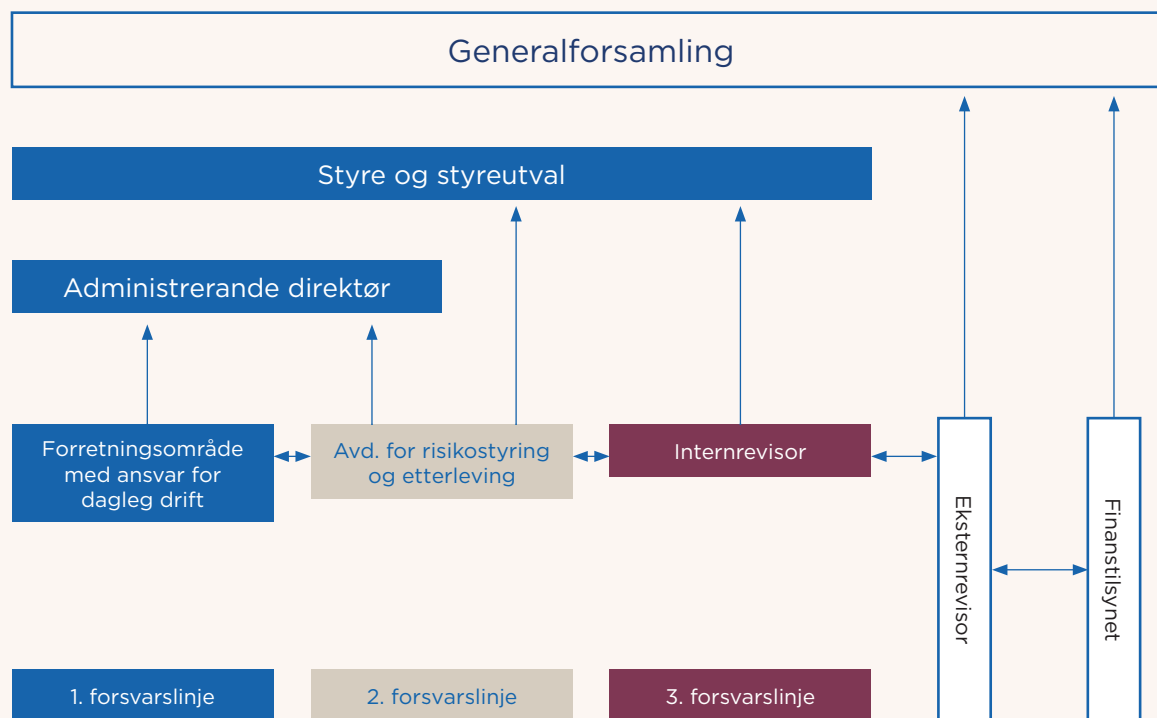 Generalforsamling
Styre og styreutval
Administrerande direktør
Forretningsområde
med ansvar for
dagleg drift
Avd. for risikostyring
og etterleving
Internrevisor
Eksternrevisor
Finanstilsynet
1. forsvarslinje
2. forsvarslinje
3. forsvarslinje